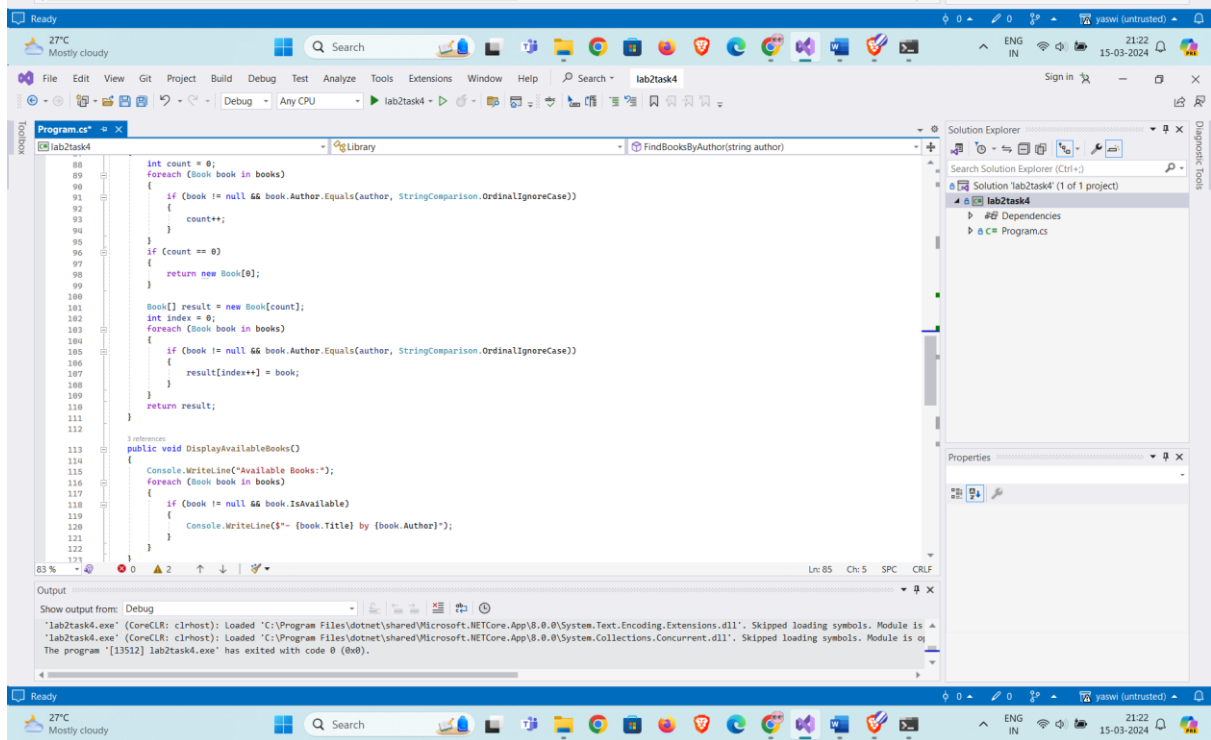 Ready
0
0
yaswi (untrusted)
27°C
Mostly cloudy
Search
ENG
IN
21:22
15-03-2024
File Edit View Git Project Build Debug Test Analyze Tools Extensions Window Help Search lab2task4 Sign in
Debug Any CPU lab2task4
Toolbox
Program.cs*
lab2task4 Library FindBooksByAuthor(string author)
88 int count = 0;
89 foreach (Book book in books)
90 {
91 if (book != null && book.Author.Equals(author, StringComparison.OrdinalIgnoreCase))
92 {
93 count++;
94 }
95 }
96 if (count == 0)
97 {
98 return new Book[0];
99 }
100
101 Book[] result = new Book[count];
102 int index = 0;
103 foreach (Book book in books)
104 {
105 if (book != null && book.Author.Equals(author, StringComparison.OrdinalIgnoreCase))
106 {
107 result[index++] = book;
108 }
109 }
110 return result;
111 }
112
3 references
113 public void DisplayAvailableBooks()
114 {
115 Console.WriteLine("Available Books:");
116 foreach (Book book in books)
117 {
118 if (book != null && book.IsAvailable)
119 {
120 Console.WriteLine($"- {book.Title} by {book.Author}");
121 }
122 }
123 }
83 % 0 2 Ln: 85 Ch: 5 SPC CRLF
Solution Explorer
Search Solution Explorer (Ctrl+;)
Solution 'lab2task4' (1 of 1 project)
lab2task4
Dependencies
C# Program.cs
Diagnostic Tools
Properties
Output
Show output from: Debug
'lab2task4.exe' (CoreCLR: clrhost): Loaded 'C:\Program Files\dotnet\shared\Microsoft.NETCore.App\8.0.0\System.Text.Encoding.Extensions.dll'. Skipped loading symbols. Module is
'lab2task4.exe' (CoreCLR: clrhost): Loaded 'C:\Program Files\dotnet\shared\Microsoft.NETCore.App\8.0.0\System.Collections.Concurrent.dll'. Skipped loading symbols. Module is op
The program '[13512] lab2task4.exe' has exited with code 0 (0x0).
Ready
0
0
yaswi (untrusted)
27°C
Mostly cloudy
Search
ENG
IN
21:22
15-03-2024